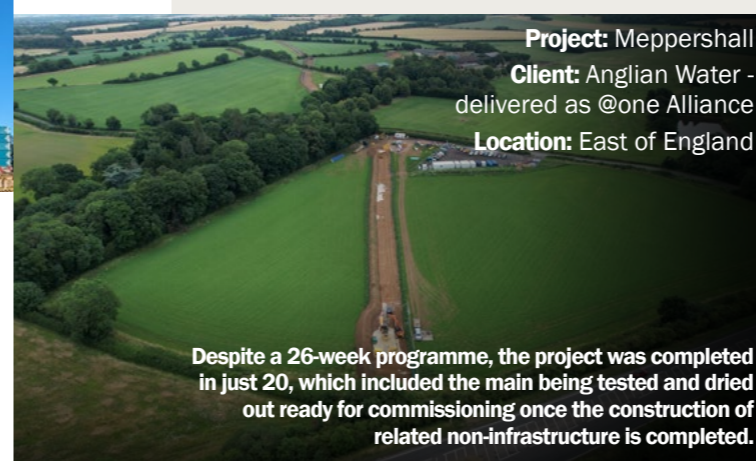 Project: Meppershall
Client: Anglian Water -
delivered as @one Alliance
Location: East of England
Despite a 26-week programme, the project was completed
in just 20, which included the main being tested and dried
out ready for commissioning once the construction of
related non-infrastructure is completed.